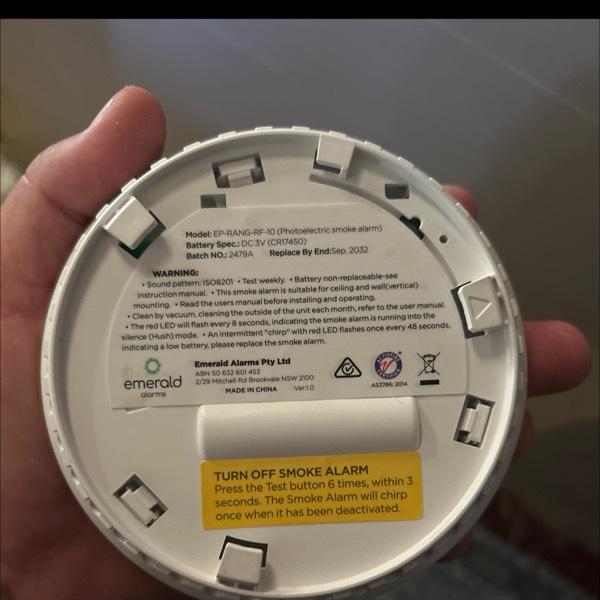 Model: EP-RANG-RF-10 (Photoelectric smoke alarm)
Battery Spec.: DC 3V (CR17450)
Batch NO.: 2479A Replace By End:Sep. 2032
WARNING:
• Sound pattern: ISO8201 • Test weekly. • Battery non-replaceable-see
instruction manual. • This smoke alarm is suitable for ceiling and wall(vertical)
mounting. • Read the users manual before installing and operating.
• Clean by vacuum, cleaning the outside of the unit each month, refer to the user manual.
• The red LED will flash every 8 seconds, indicating the smoke alarm is running into the
silence (Hush) mode. • An intermittent "chirp" with red LED flashes once every 48 seconds,
indicating a low battery, please replace the smoke alarm.
emerald
alarms
Emerald Alarms Pty Ltd
ABN 50 632 601 453
2/29 Mitchell Rd Brookvale NSW 2100
MADE IN CHINA Ver:1.0
AS3786: 2014
TURN OFF SMOKE ALARM
Press the Test button 6 times, within 3
seconds. The Smoke Alarm will chirp
once when it has been deactivated.